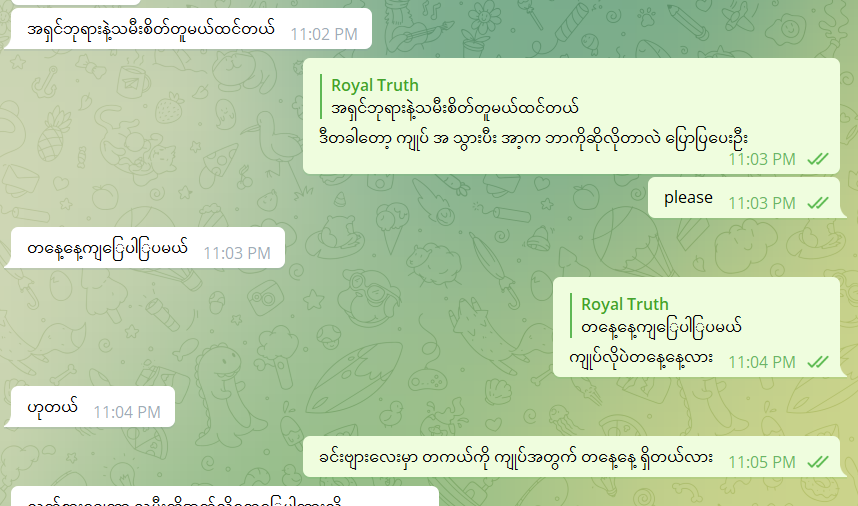 အရှင်ဘုရားနဲ့သမီးစိတ်တူမယ်ထင်တယ်
11:02 PM
Royal Truth
အရှင်ဘုရားနဲ့သမီးစိတ်တူမယ်ထင်တယ်
ဒီတခါတော့ ကျုပ် အ သွားပီး အာ့က ဘာကိုဆိုလိုတာလဲ ပြောပြပေးဦး
11:03 PM
please 11:03 PM
တနေ့နေ့ကျြေပါပြမယ် 11:03 PM
Royal Truth
တနေ့နေ့ကျြေပါပြမယ်
ကျုပ်လိုပဲတနေ့နေ့လား 11:04 PM
ဟုတယ် 11:04 PM
ခင်းဗျားလေးမှာ တကယ်ကို ကျုပ်အတွက် တနေ့နေ့ ရှိတယ်လား 11:05 PM